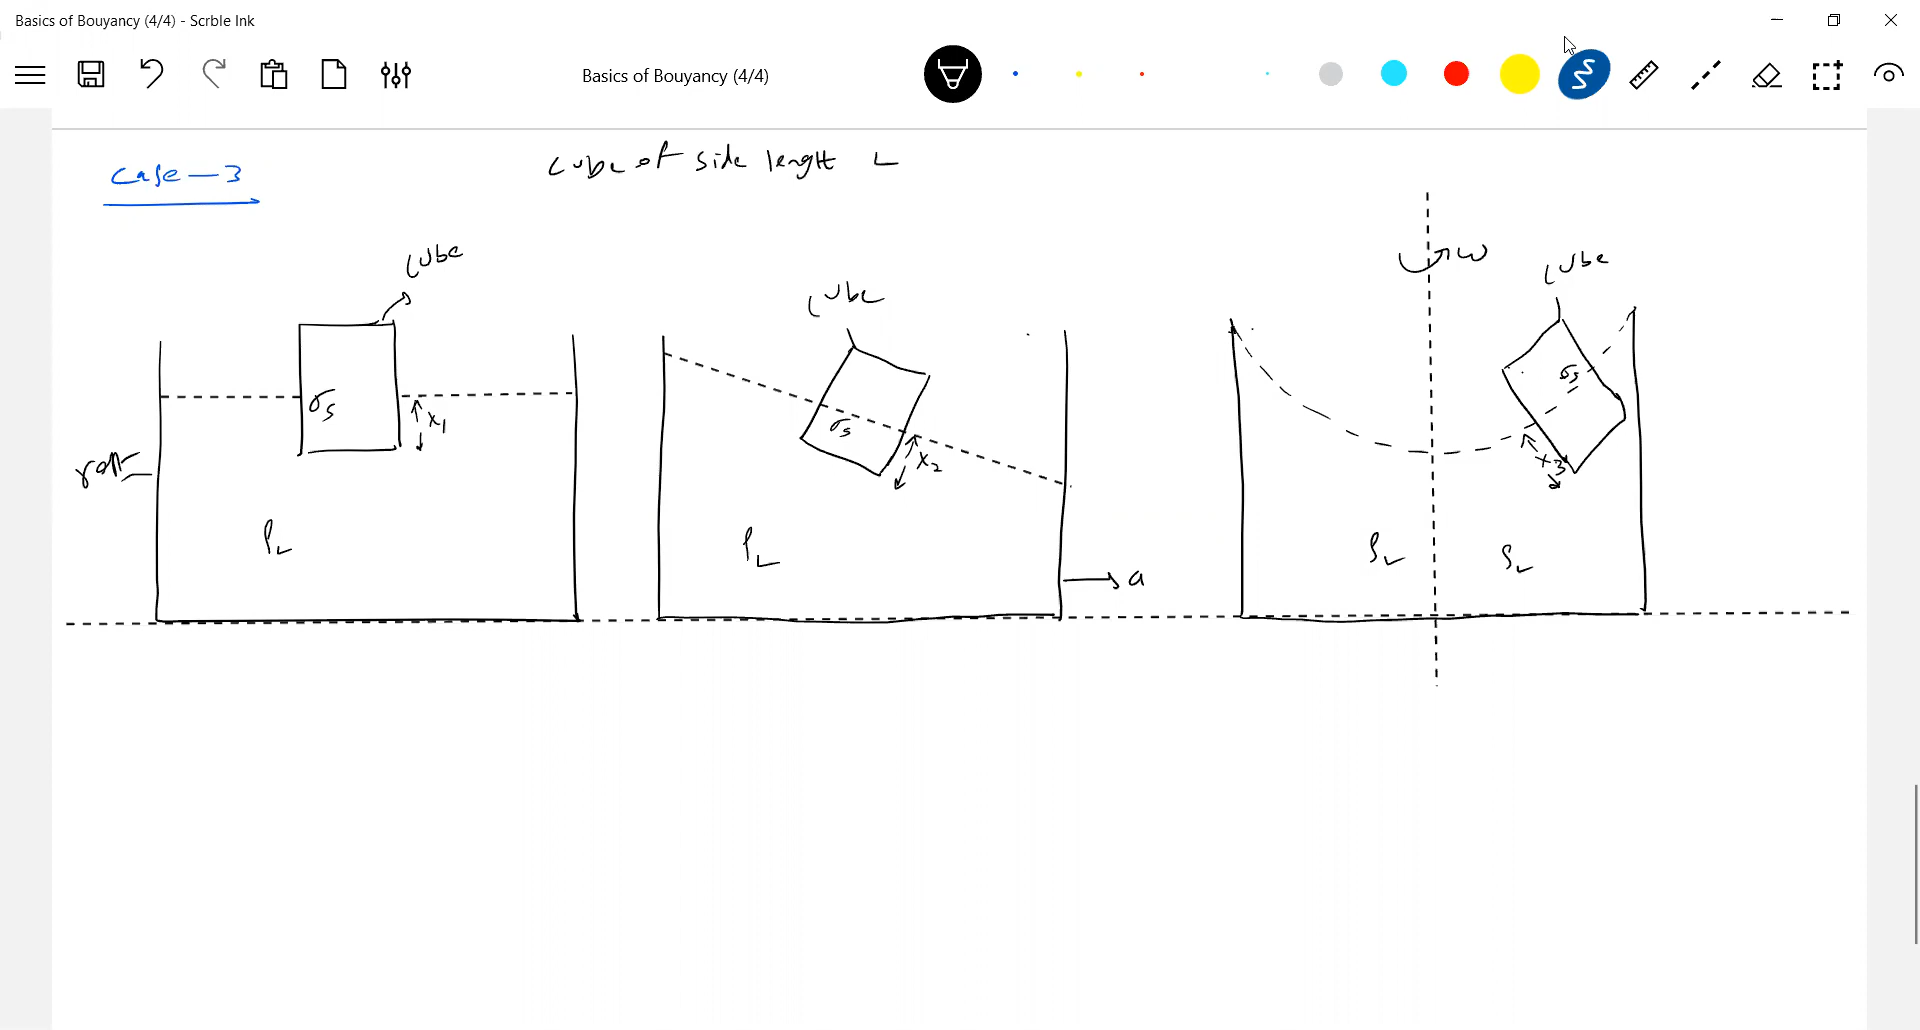 Basics of Bouyancy (4/4) - Scrble Ink
Basics of Bouyancy (4/4)
Case - 3
cube of side length L
cube
cube
ω
cube
σs
x1
σs
x2
σs
x3
rest
ρL
ρL
a
ρL
ρL